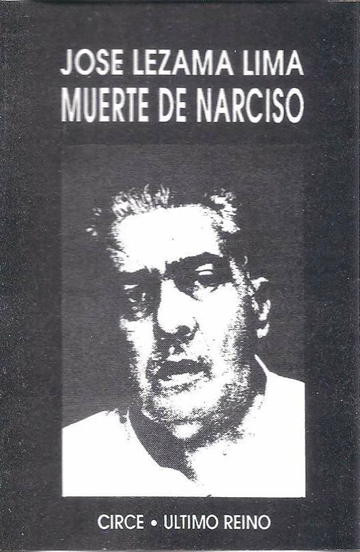 JOSE LEZAMA LIMA
MUERTE DE NARCISO
CIRCE • ULTIMO REINO